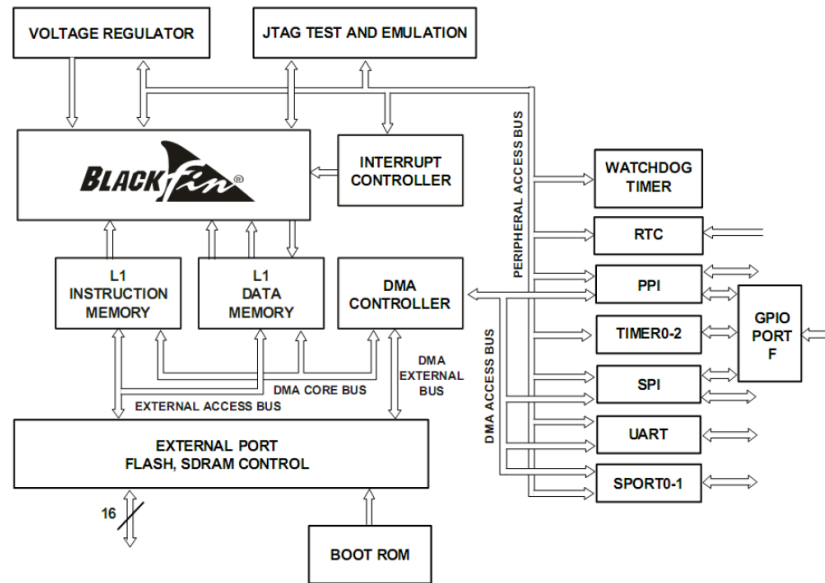 VOLTAGE REGULATOR
JTAG TEST AND EMULATION
BLACKfin®
INTERRUPT
CONTROLLER
PERIPHERAL ACCESS BUS
WATCHDOG
TIMER
RTC
L1
INSTRUCTION
MEMORY
L1
DATA
MEMORY
DMA
CONTROLLER
PPI
GPIO
PORT
F
TIMER0-2
DMA ACCESS BUS
DMA
EXTERNAL
BUS
DMA CORE BUS
EXTERNAL ACCESS BUS
SPI
UART
SPORT0-1
EXTERNAL PORT
FLASH, SDRAM CONTROL
16
BOOT ROM